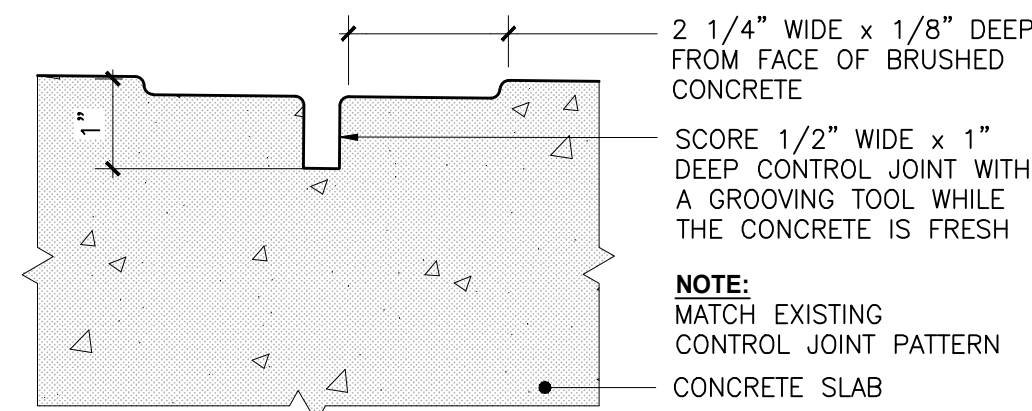 2 1/4” WIDE x 1/8” DEEP
FROM FACE OF BRUSHED
CONCRETE
1”
SCORE 1/2” WIDE x 1”
DEEP CONTROL JOINT WITH
A GROOVING TOOL WHILE
THE CONCRETE IS FRESH
NOTE:
MATCH EXISTING
CONTROL JOINT PATTERN
CONCRETE SLAB